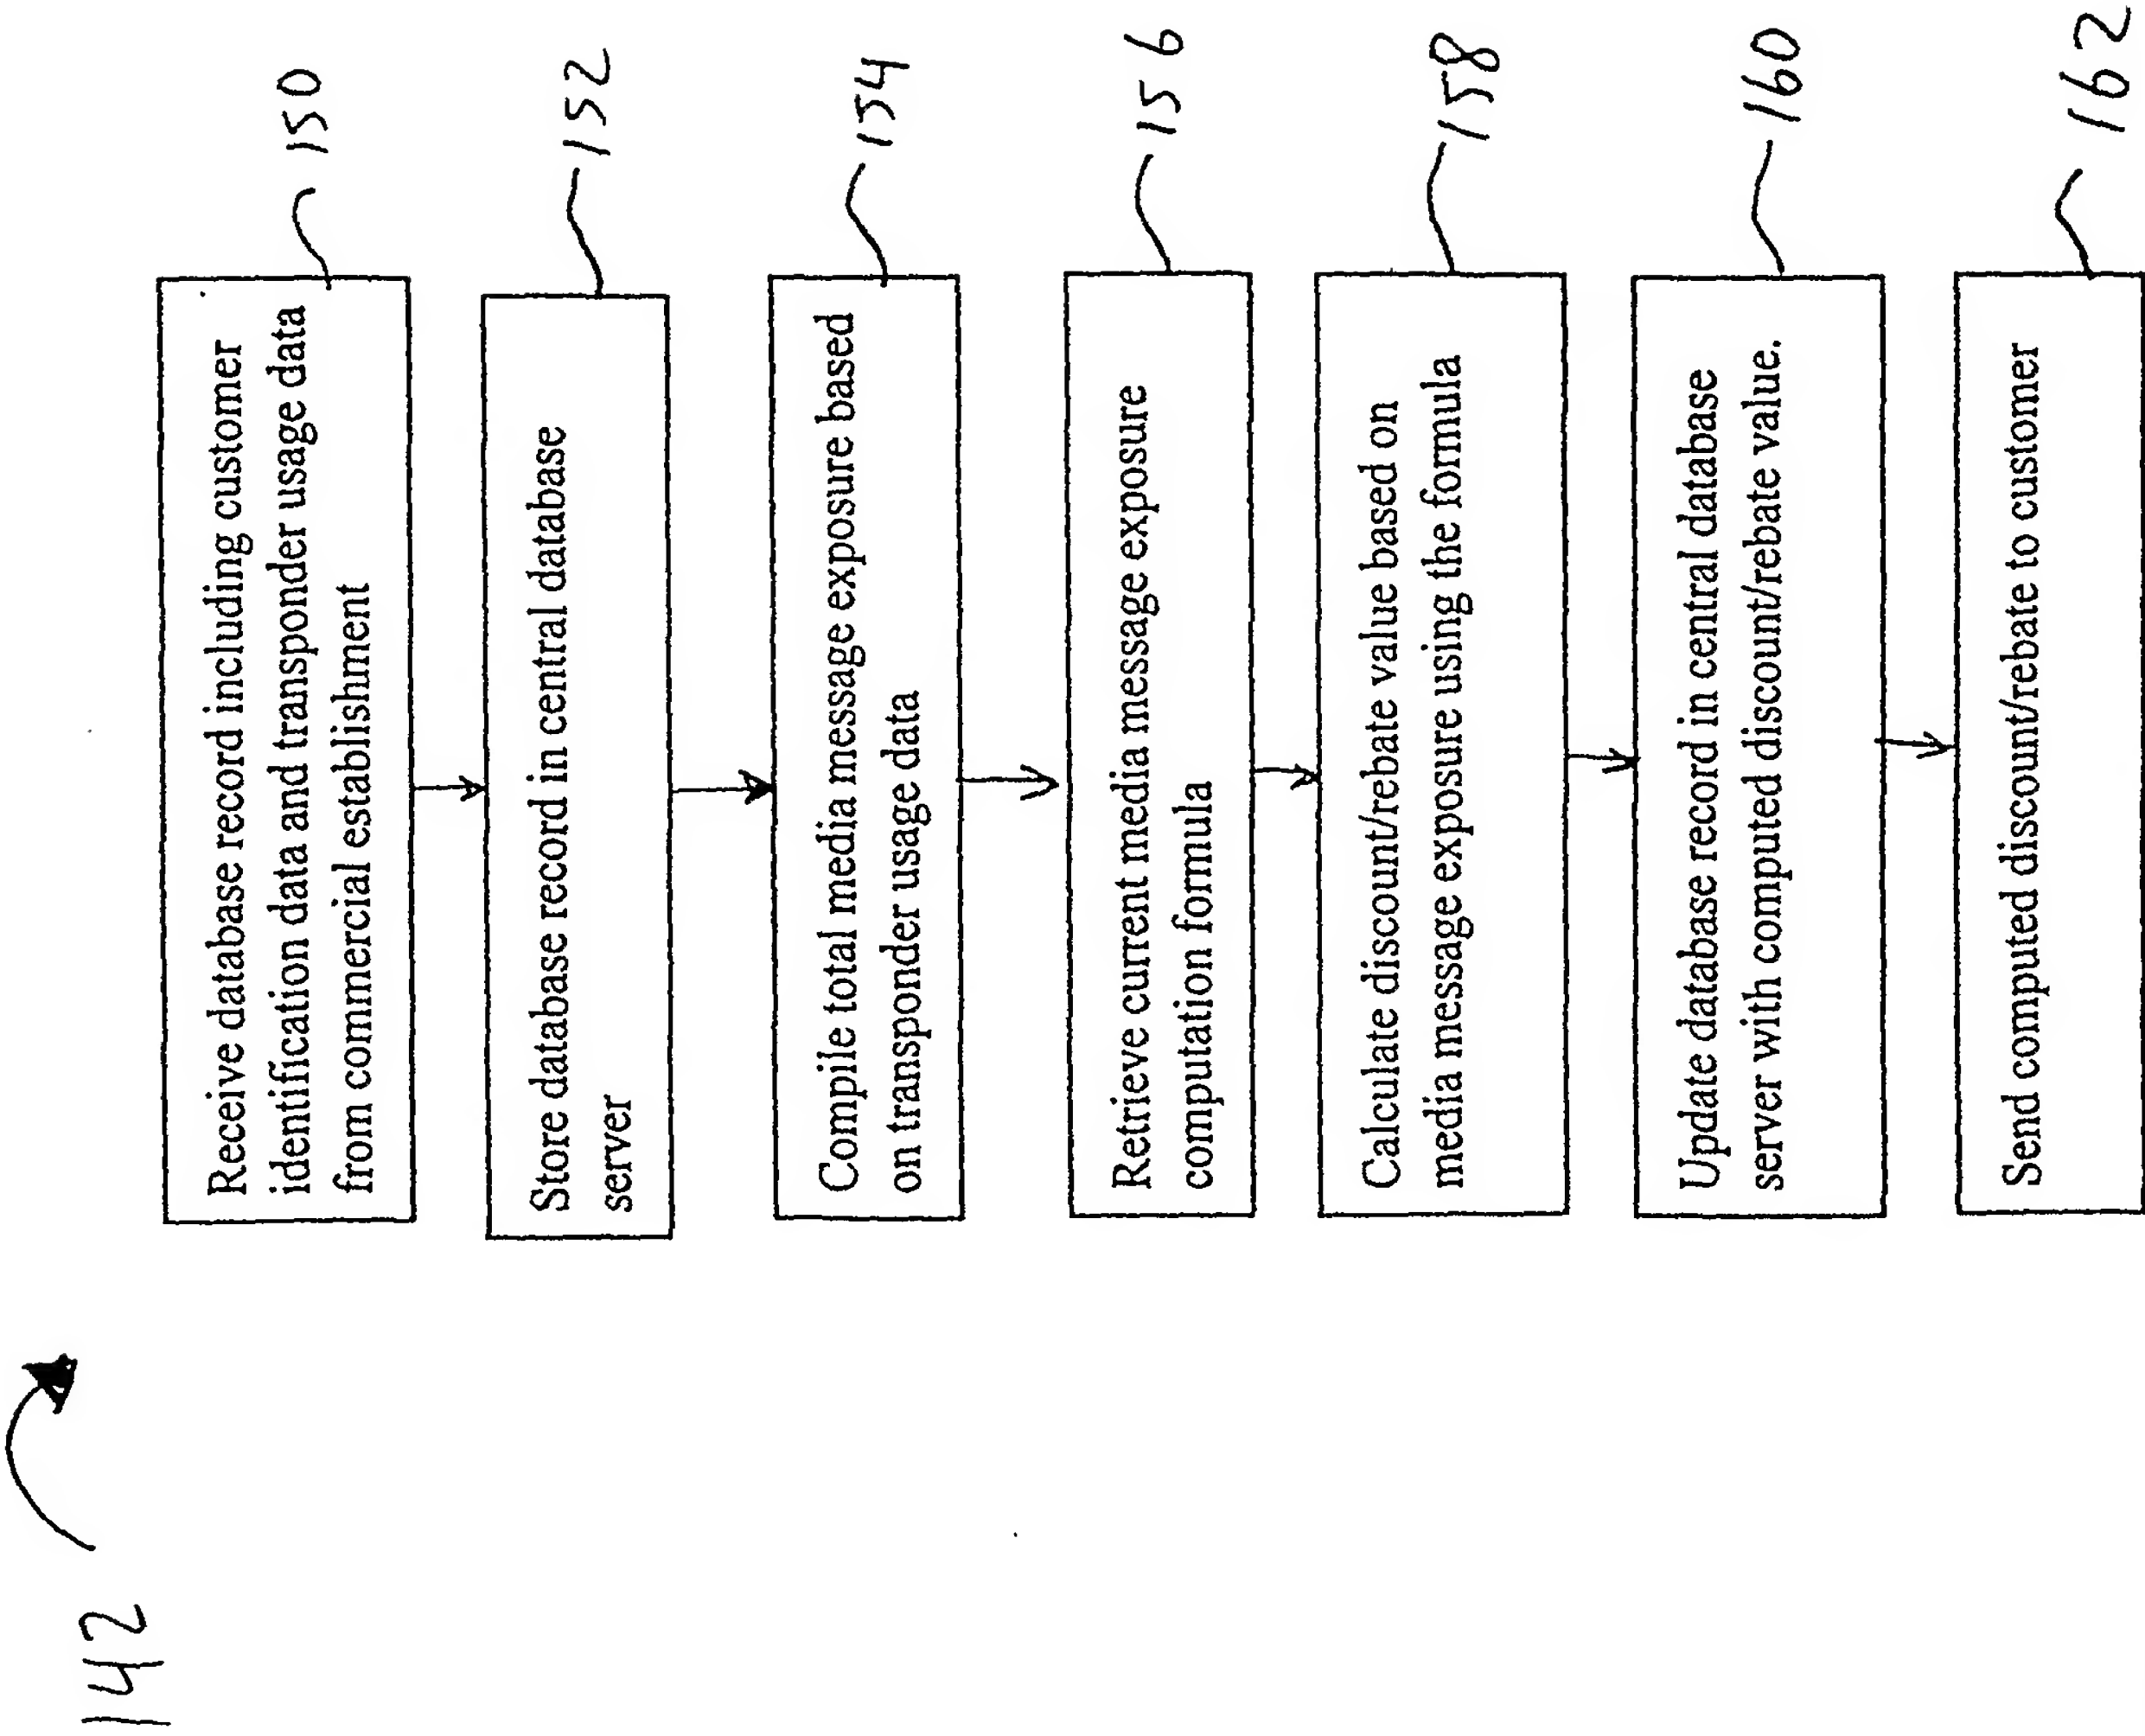 142
Receive database record including customer
identification data and transponder usage data
from commercial establishment
150
Store database record in central database
server
152
Compile total media message exposure based
on transponder usage data
154
Retrieve current media message exposure
computation formula
156
Calculate discount/rebate value based on
media message exposure using the formula
158
Update database record in central database
server with computed discount/rebate value.
160
Send computed discount/rebate to customer
162